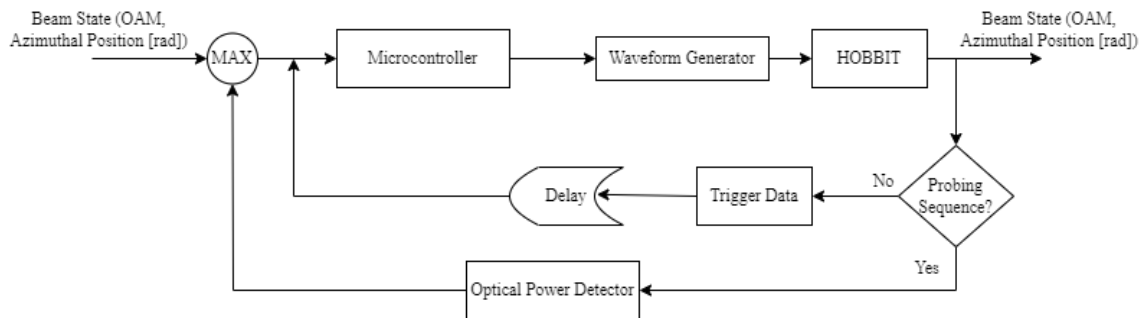 Beam State (OAM,
Azimuthal Position [rad])
MAX
Microcontroller
Waveform Generator
HOBBIT
Beam State (OAM,
Azimuthal Position [rad])
Delay
Trigger Data
No
Probing
Sequence?
Yes
Optical Power Detector